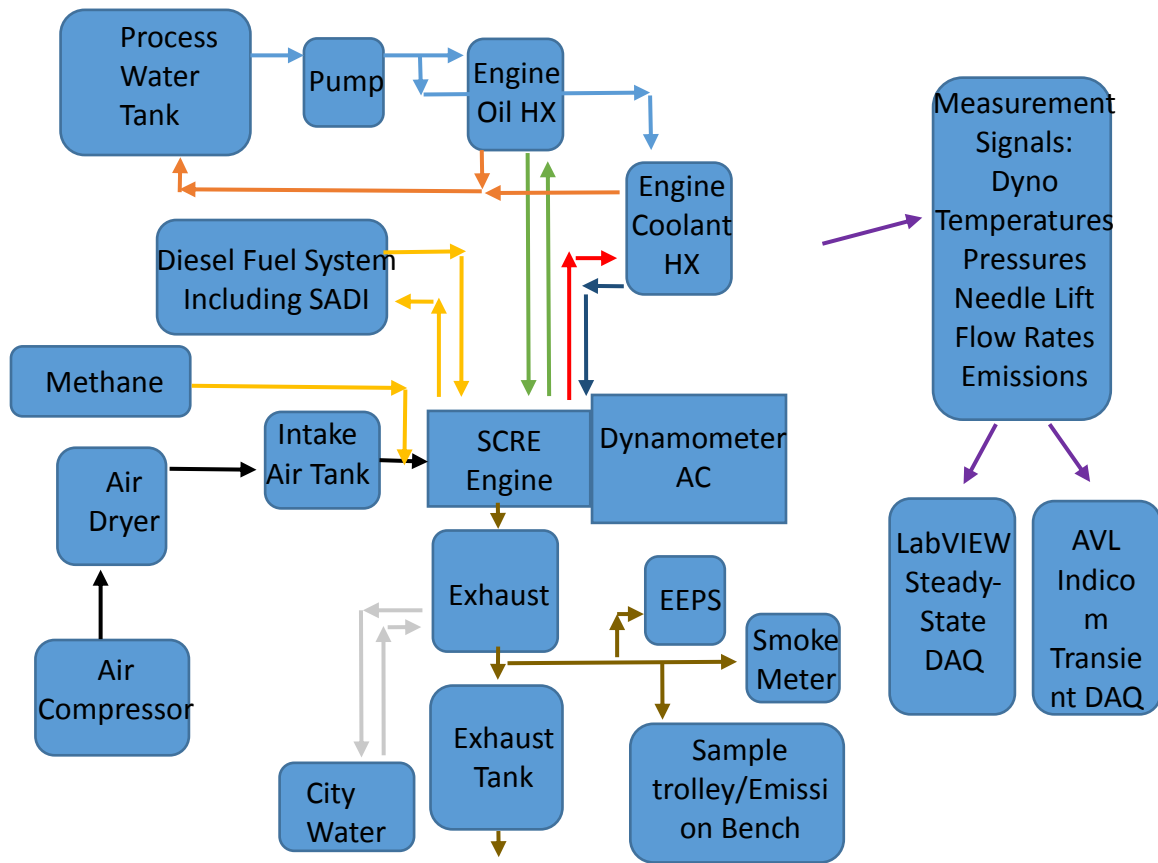 Process
Water
Tank
Pump
Engine
Oil HX
Measurement
Signals:
Dyno
Temperatures
Pressures
Needle Lift
Flow Rates
Emissions
Engine
Coolant
HX
Diesel Fuel System
Including SADI
Methane
Intake
Air Tank
SCRE
Engine
Dynamometer
AC
Air
Dryer
LabVIEW
Steady-
State
DAQ
AVL
Indico
m
Transie
nt DAQ
Exhaust
EEPS
Smoke
Meter
Air
Compressor
Exhaust
Tank
Sample
trolley/Emissi
on Bench
City
Water